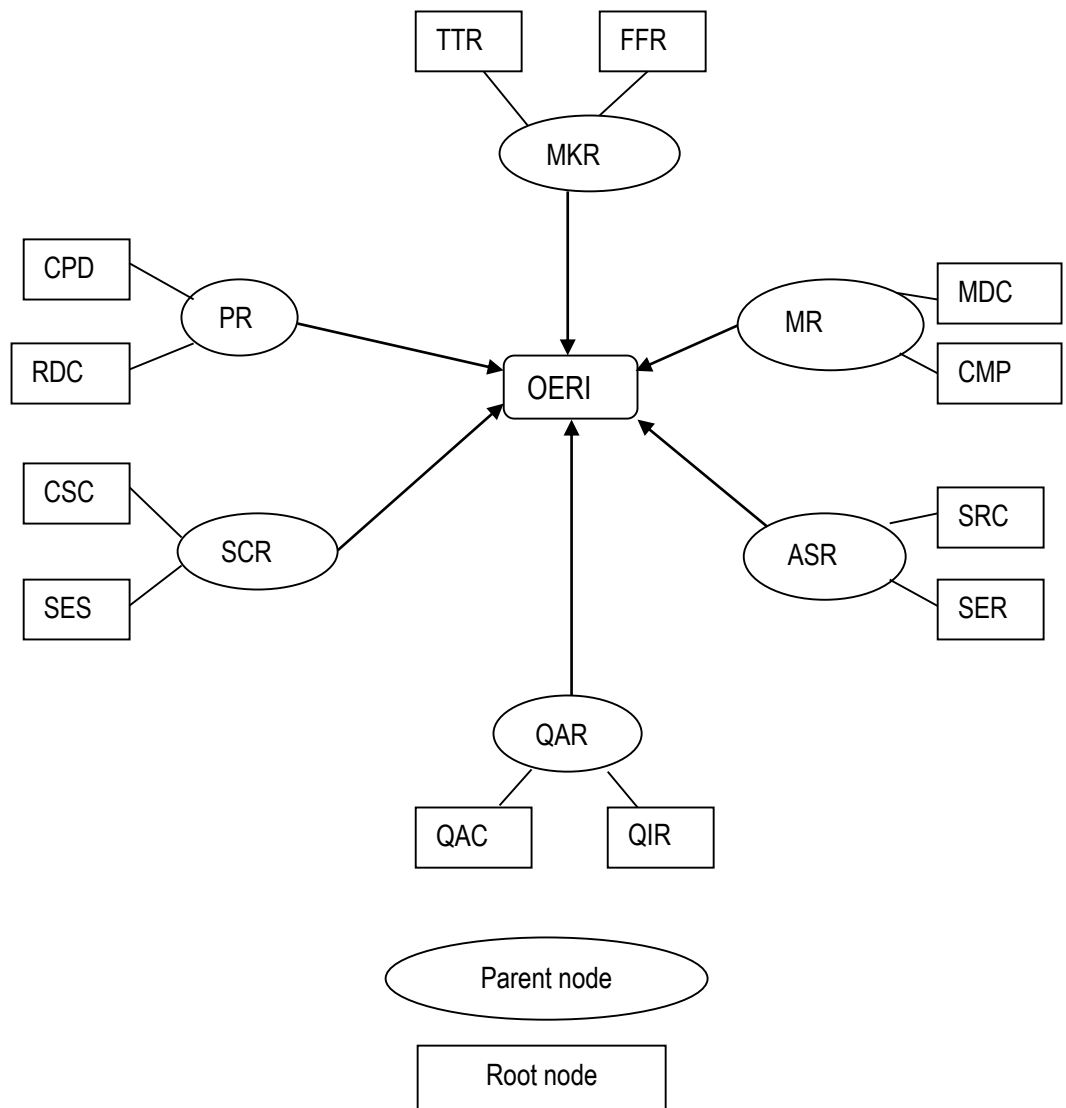 TTR
FFR
MKR
CPD
PR
RDC
MDC
MR
CMP
OERI
CSC
SCR
SES
SRC
ASR
SER
QAR
QAC
QIR
Parent node
Root node